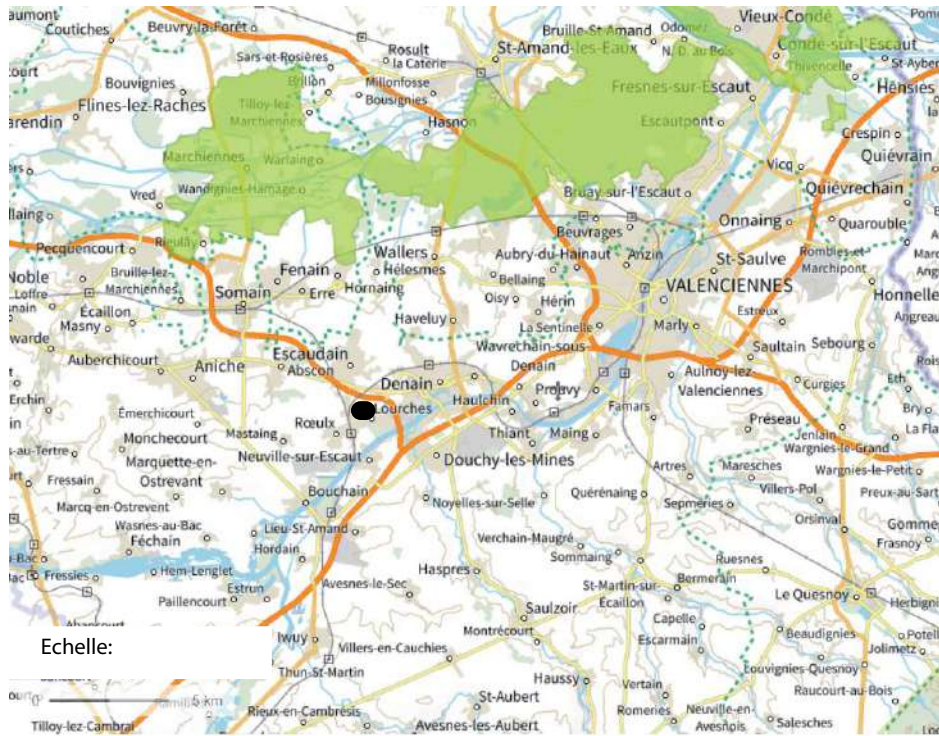 Coutiches
Beuvry-la-Forêt
Rosult
la Caterie
Bruille-St-Amand
St-Amand-les-Eaux
Odomez
N. D. au Bois
Vieux-Condé
Condé-sur-l'Escaut
Thivencelle
Sars-et-Rosières
Brillon
Millonfosse
Bousignies
Bouvignies
Flines-lez-Raches
Tilloy-lez-
Marchiennes
Hasnon
Fresnes-sur-Escaut
Escautpont
Hensies
Crespin
Quiévrain
Marchiennes
Warlaing
Wandignies-Hamage
Vred
Vicq
Quiévrechain
Bruay-sur-l'Escaut
Onnaing
Quarouble
Beuvrages
Pecquencourt
Rieulay
Wallers
Aubry-du-Hainaut
Anzin
St-Saulve
Rombies-et-
Marchipont
Bruille-lez-
Marchiennes
Fenain
Erre
Hornaing
Hélesmes
Bellaing
Oisy
Hérin
VALENCIENNES
Honnelle
Somain
Écaillon
Masny
Haveluy
La Sentinelle
Marly
Estreux
Auberchicourt
Aniche
Escaudain
Abscon
Wavrechain-sous-
Denain
Saultain
Sebourg
Denain
Haulchin
Prouvy
Aulnoy-lez-
Valenciennes
Curgies
Eth
Erchin
Émerchicourt
Lourches
Rœulx
Famars
Préseau
Bry
Monchecourt
Mastaing
Neuville-sur-Escaut
Thiant
Maing
Jenlain
Wargnies-le-Grand
Douchy-les-Mines
Marquette-en-
Ostrevant
Fressain
Artres
Maresches
Wargnies-le-Petit
Marcq-en-Ostrevent
Bouchain
Noyelles-sur-Selle
Quérénaing
Sepmeries
Villers-Pol
Preux-au-Sart
Wasnes-au-Bac
Féchain
Lieu-St-Amand
Orsinval
Frasnoy
Hordain
Verchain-Maugré
Sommaing
Ruesnes
Fressies
Hem-Lenglet
Estrun
Avesnes-le-Sec
Haspres
Bermerain
St-Martin-sur-
Écaillon
Le Quesnoy
Paillencourt
Saulzoir
Capelle
Escarmain
Beaudignies
Jolimetz
Echelle:
Iwuy
Villers-en-Cauchies
Montrécourt
Louvignies-Quesnoy
Thun-St-Martin
Haussy
Vertain
Raucourt-au-Bois
0 5 km
St-Aubert
Romeries
Neuville-en-
Avesnois
Salesches
Tilloy-lez-Cambrai
Rieux-en-Cambrésis
Avesnes-les-Aubert